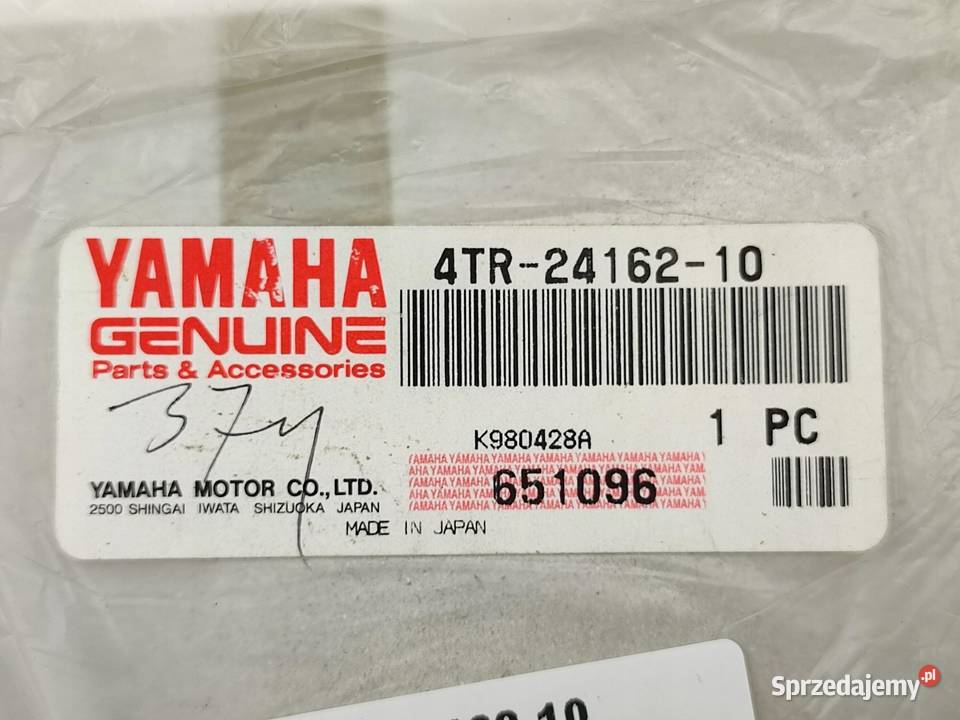 YAMAHA
GENUINE
Parts & Accessories
4TR-24162-10
37
1 PC
K980428A
651096
YAMAHA MOTOR CO.,LTD.
2500 SHINGAI IWATA SHIZUOKA JAPAN
MADE IN JAPAN
Sprzedajemy.pl